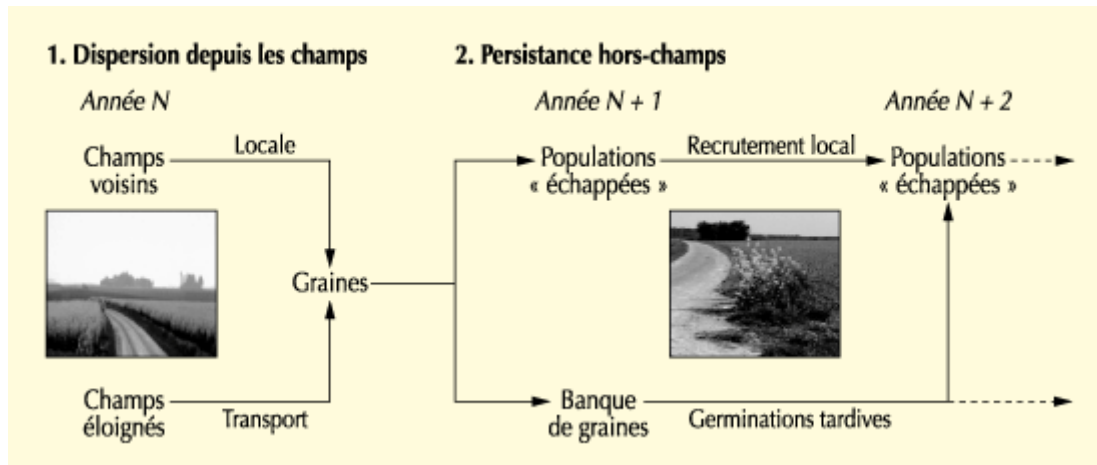 1. Dispersion depuis les champs
2. Persistance hors-champs
Année N
Année N + 1
Année N + 2
Champs
voisins
Locale
Graines
Champs
éloignés
Transport
Populations
« échappées »
Recrutement local
Populations
« échappées »
Banque
de graines
Germinations tardives